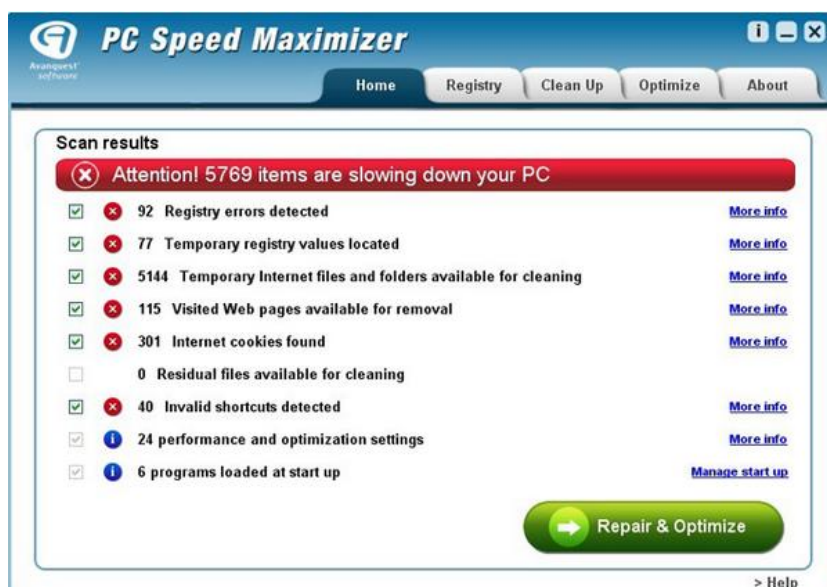 Avanquest
software
PC Speed Maximizer
i
Home Registry Clean Up Optimize About
Scan results
Attention! 5769 items are slowing down your PC
92 Registry errors detected More info
77 Temporary registry values located More info
5144 Temporary Internet files and folders available for cleaning More info
115 Visited Web pages available for removal More info
301 Internet cookies found More info
0 Residual files available for cleaning
40 Invalid shortcuts detected More info
i 24 performance and optimization settings More info
i 6 programs loaded at start up Manage start up
Repair & Optimize
> Help